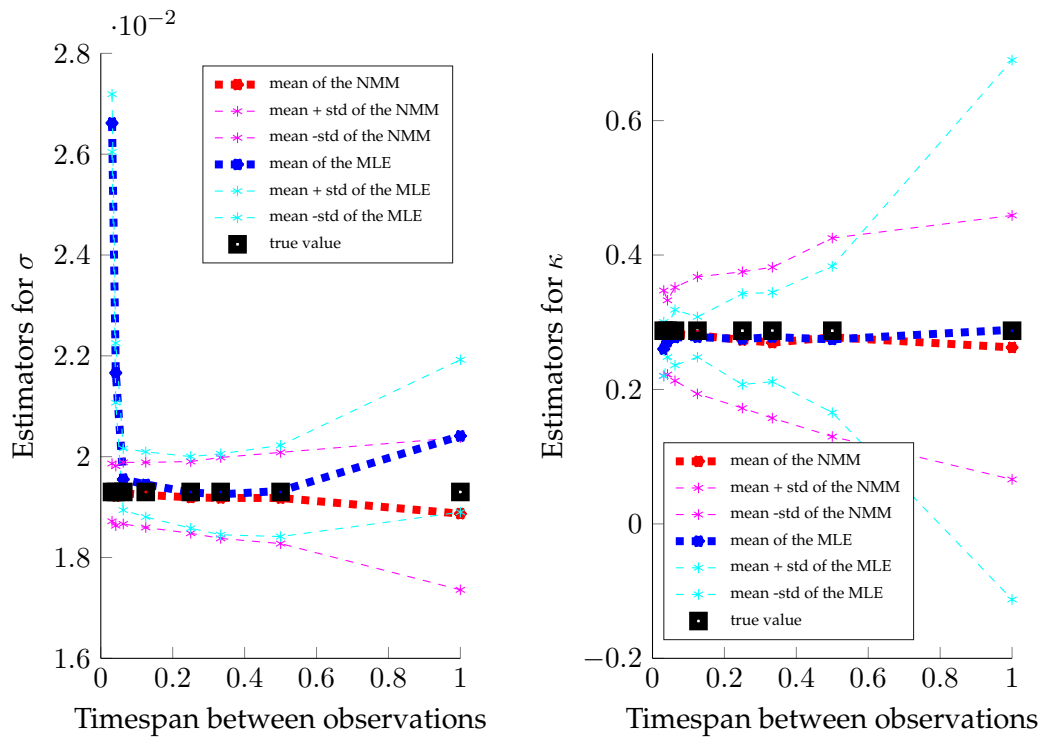 ·10−2
2.8
2.6
2.4
2.2
2
1.8
1.6
Estimators for σ
0
0.2
0.4
0.6
0.8
1
Timespan between observations
mean of the NMM
mean + std of the NMM
mean -std of the NMM
mean of the MLE
mean + std of the MLE
mean -std of the MLE
true value
0.6
0.4
0.2
0
−0.2
Estimators for κ
0
0.2
0.4
0.6
0.8
1
Timespan between observations
mean of the NMM
mean + std of the NMM
mean -std of the NMM
mean of the MLE
mean + std of the MLE
mean -std of the MLE
true value